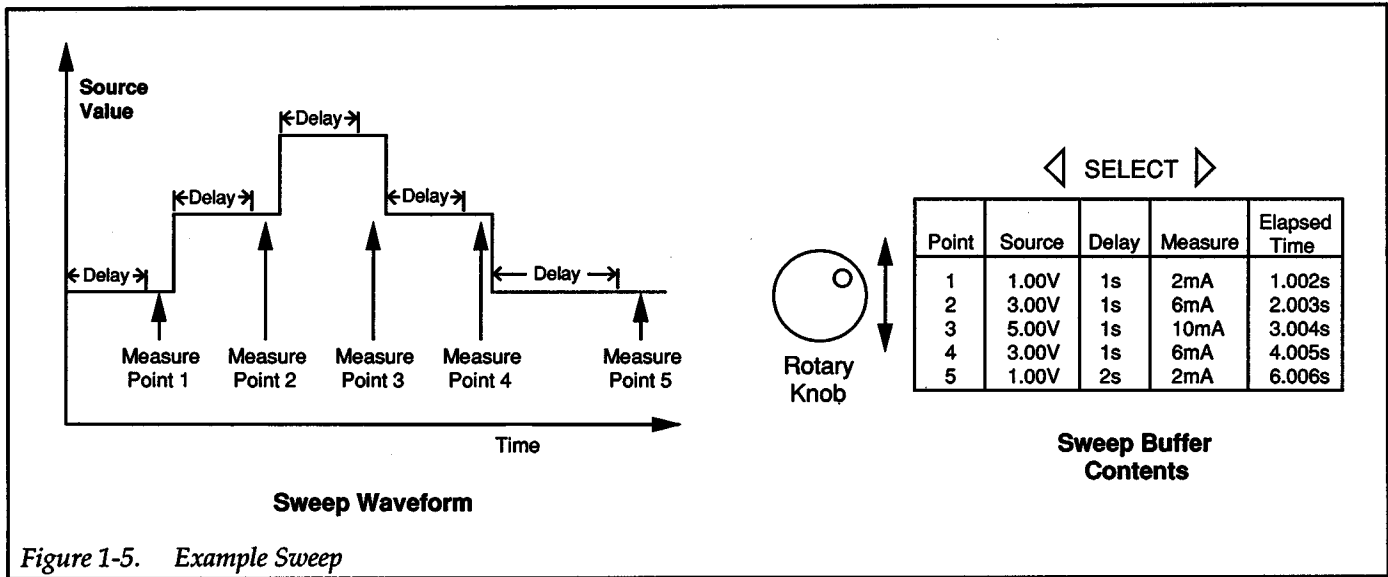 Source
Value
Delay
Delay
Delay
Delay
Delay
Measure
Point 1
Measure
Point 2
Measure
Point 3
Measure
Point 4
Measure
Point 5
Time
Sweep Waveform
SELECT
Rotary
Knob
Point Source Delay Measure Elapsed Time
1 1.00V 1s 2mA 1.002s
2 3.00V 1s 6mA 2.003s
3 5.00V 1s 10mA 3.004s
4 3.00V 1s 6mA 4.005s
5 1.00V 2s 2mA 6.006s
Sweep Buffer
Contents
Figure 1-5. Example Sweep